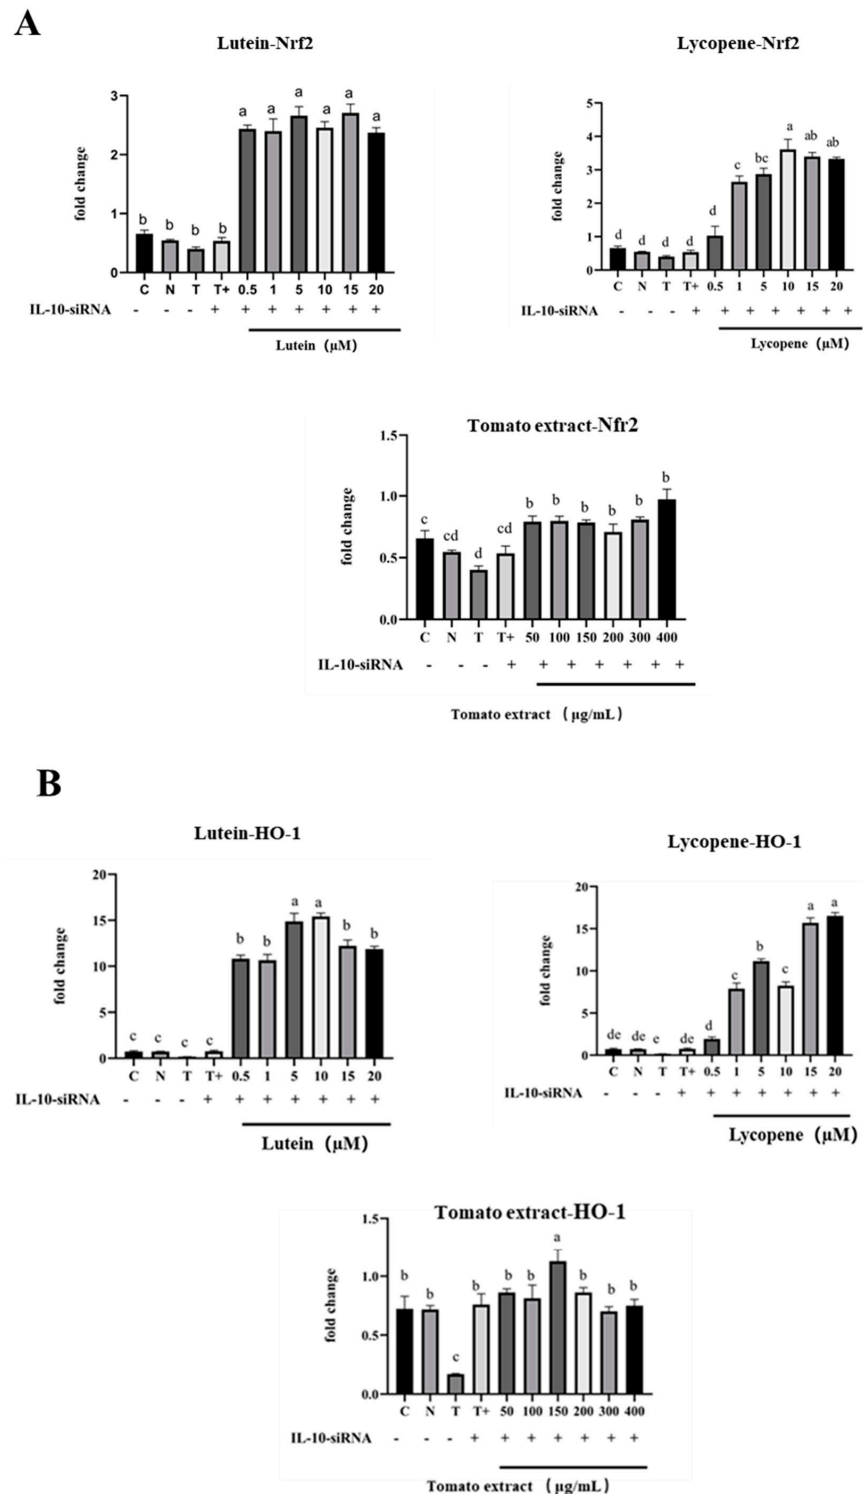 A
Lutein-Nrf2
fold change
3
2
1
0
b b b b a a a a a a
C N T T+ 0.5 1 5 10 15 20
IL-10-siRNA - - - + + + + + + +
Lutein (μM)
Lycopene-Nrf2
fold change
5
4
3
2
1
0
d d d d d c bc a ab ab
C N T T+ 0.5 1 5 10 15 20
IL-10-siRNA - - - + + + + + + +
Lycopene (μM)
Tomato extract-Nfr2
fold change
1.5
1.0
0.5
0.0
c cd d cd b b b b b b
C N T T+ 50 100 150 200 300 400
IL-10-siRNA - - - + + + + + + +
Tomato extract (μg/mL)
B
Lutein-HO-1
fold change
20
15
10
5
0
c c c c b b a a b b
C N T T+ 0.5 1 5 10 15 20
IL-10-siRNA - - - + + + + + + +
Lutein (μM)
Lycopene-HO-1
fold change
20
15
10
5
0
de de e de d c b c a a
C N T T+ 0.5 1 5 10 15 20
IL-10-siRNA - - - + + + + + + +
Lycopene (μM)
Tomato extract-HO-1
fold change
1.5
1.0
0.5
0.0
b b c b b b a b b b
C N T T+ 50 100 150 200 300 400
IL-10-siRNA - - - + + + + + + +
Tomato extract (μg/mL)